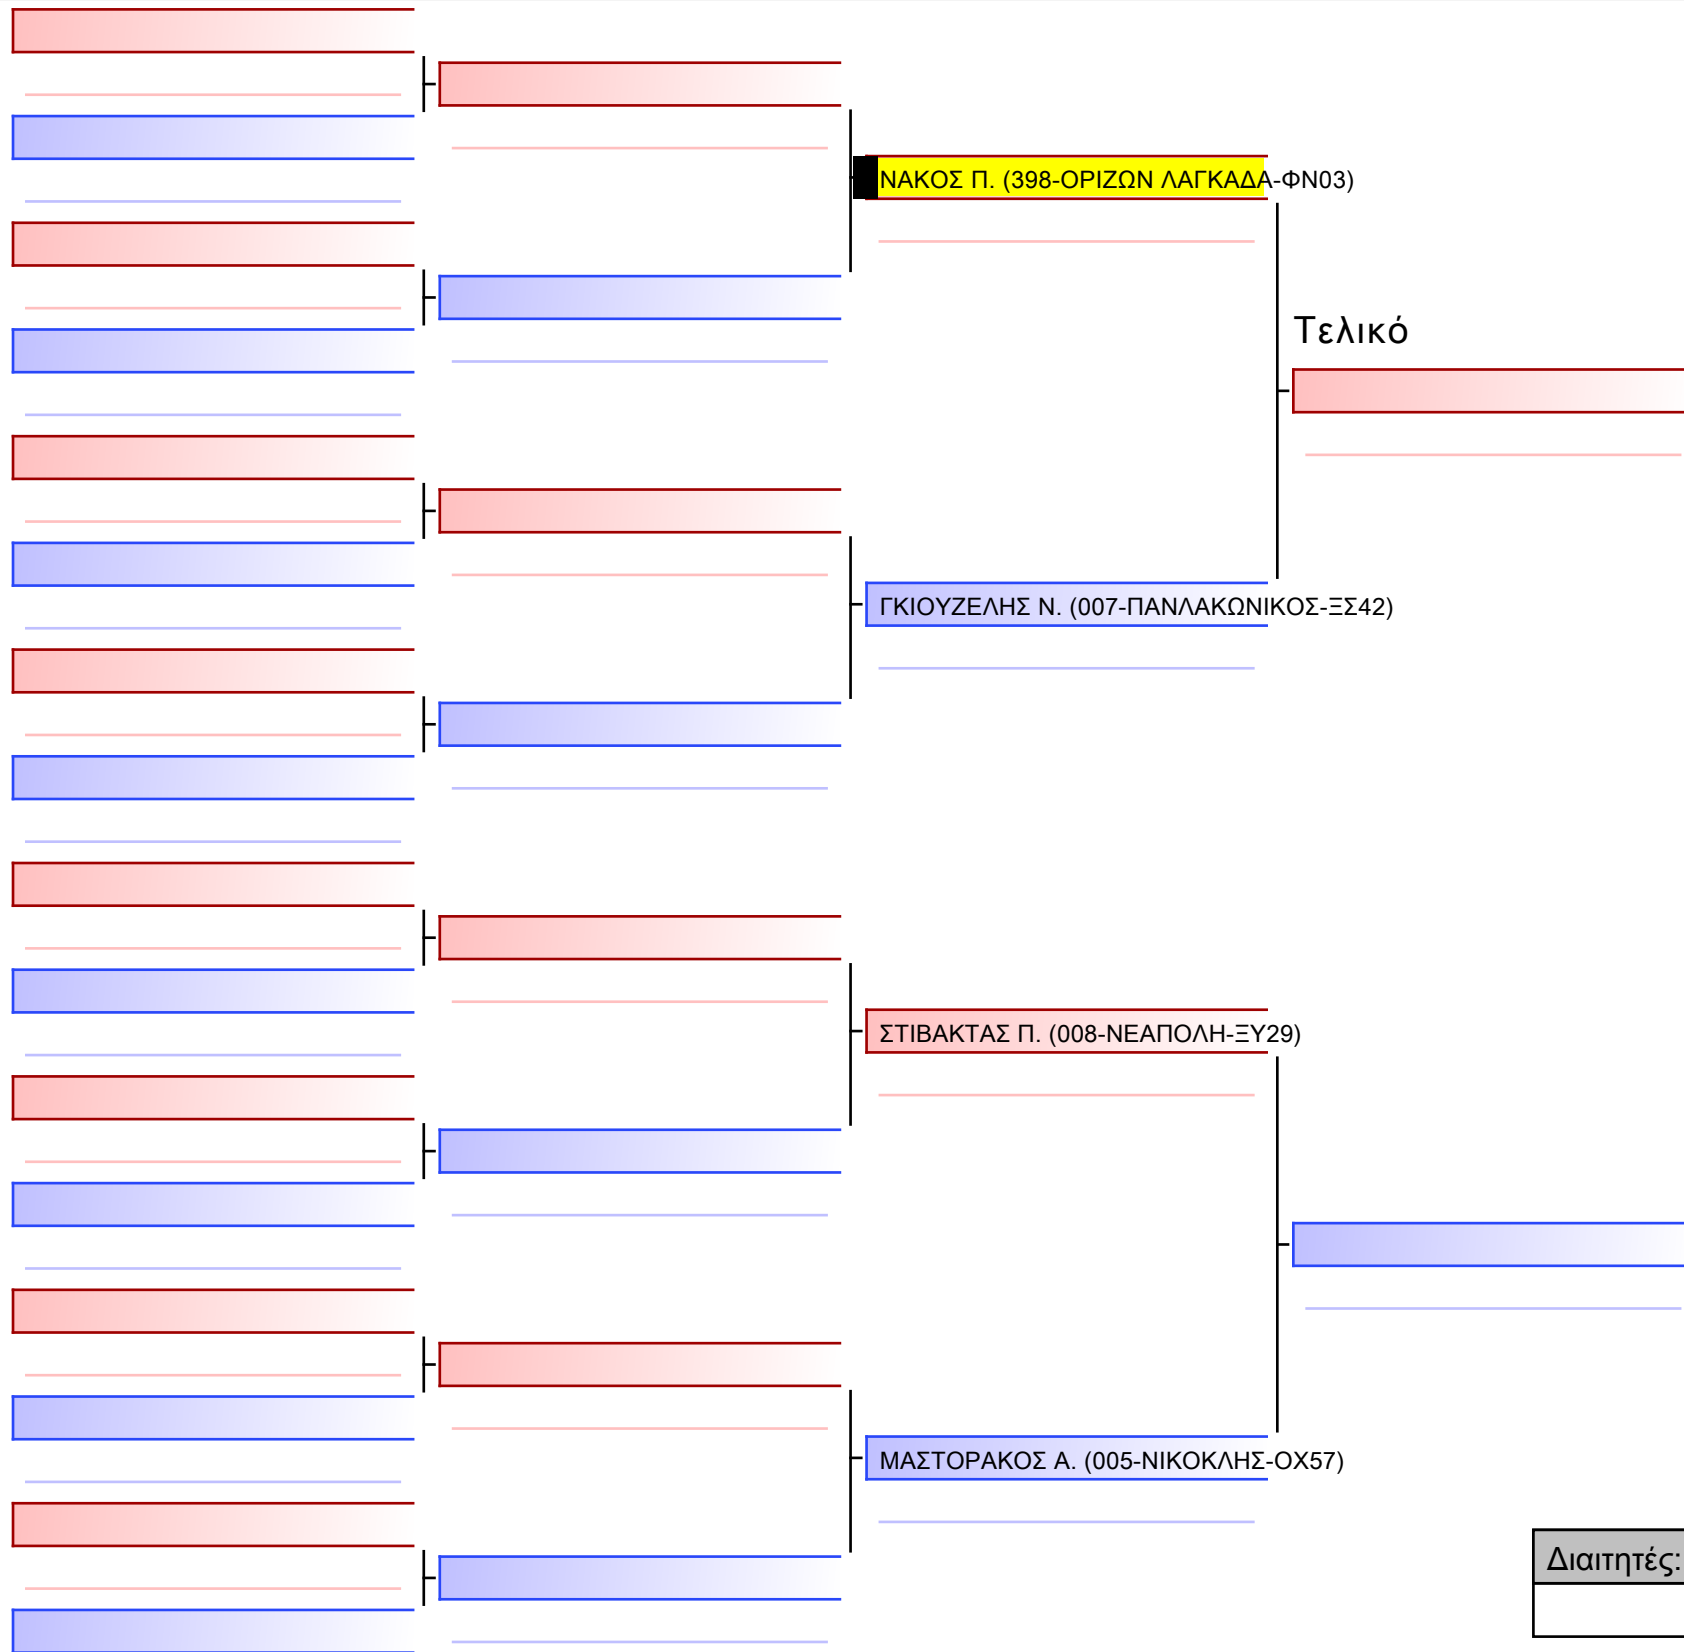 ΝΑΚΟΣ Π. (398-ΟΡΙΖΩΝ ΛΑΓΚΑΔΑ-ΦΝ03)
Τελικό
ΓΚΙΟΥΖΕΛΗΣ Ν. (007-ΠΑΝΛΑΚΩΝΙΚΟΣ-ΞΣ42)
ΣΤΙΒΑΚΤΑΣ Π. (008-ΝΕΑΠΟΛΗ-ΞΥ29)
ΜΑΣΤΟΡΑΚΟΣ Α. (005-ΝΙΚΟΚΛΗΣ-ΟΧ57)
Διαιτητές: